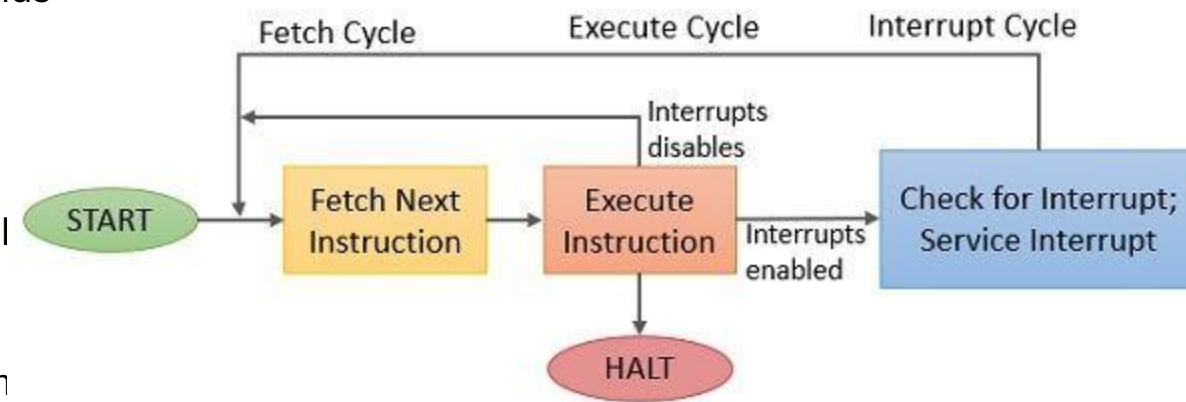 Fetch Cycle
Execute Cycle
Interrupt Cycle
Interrupts
disables
START
Fetch Next
Instruction
Execute
Instruction
Interrupts
enabled
Check for Interrupt;
Service Interrupt
HALT